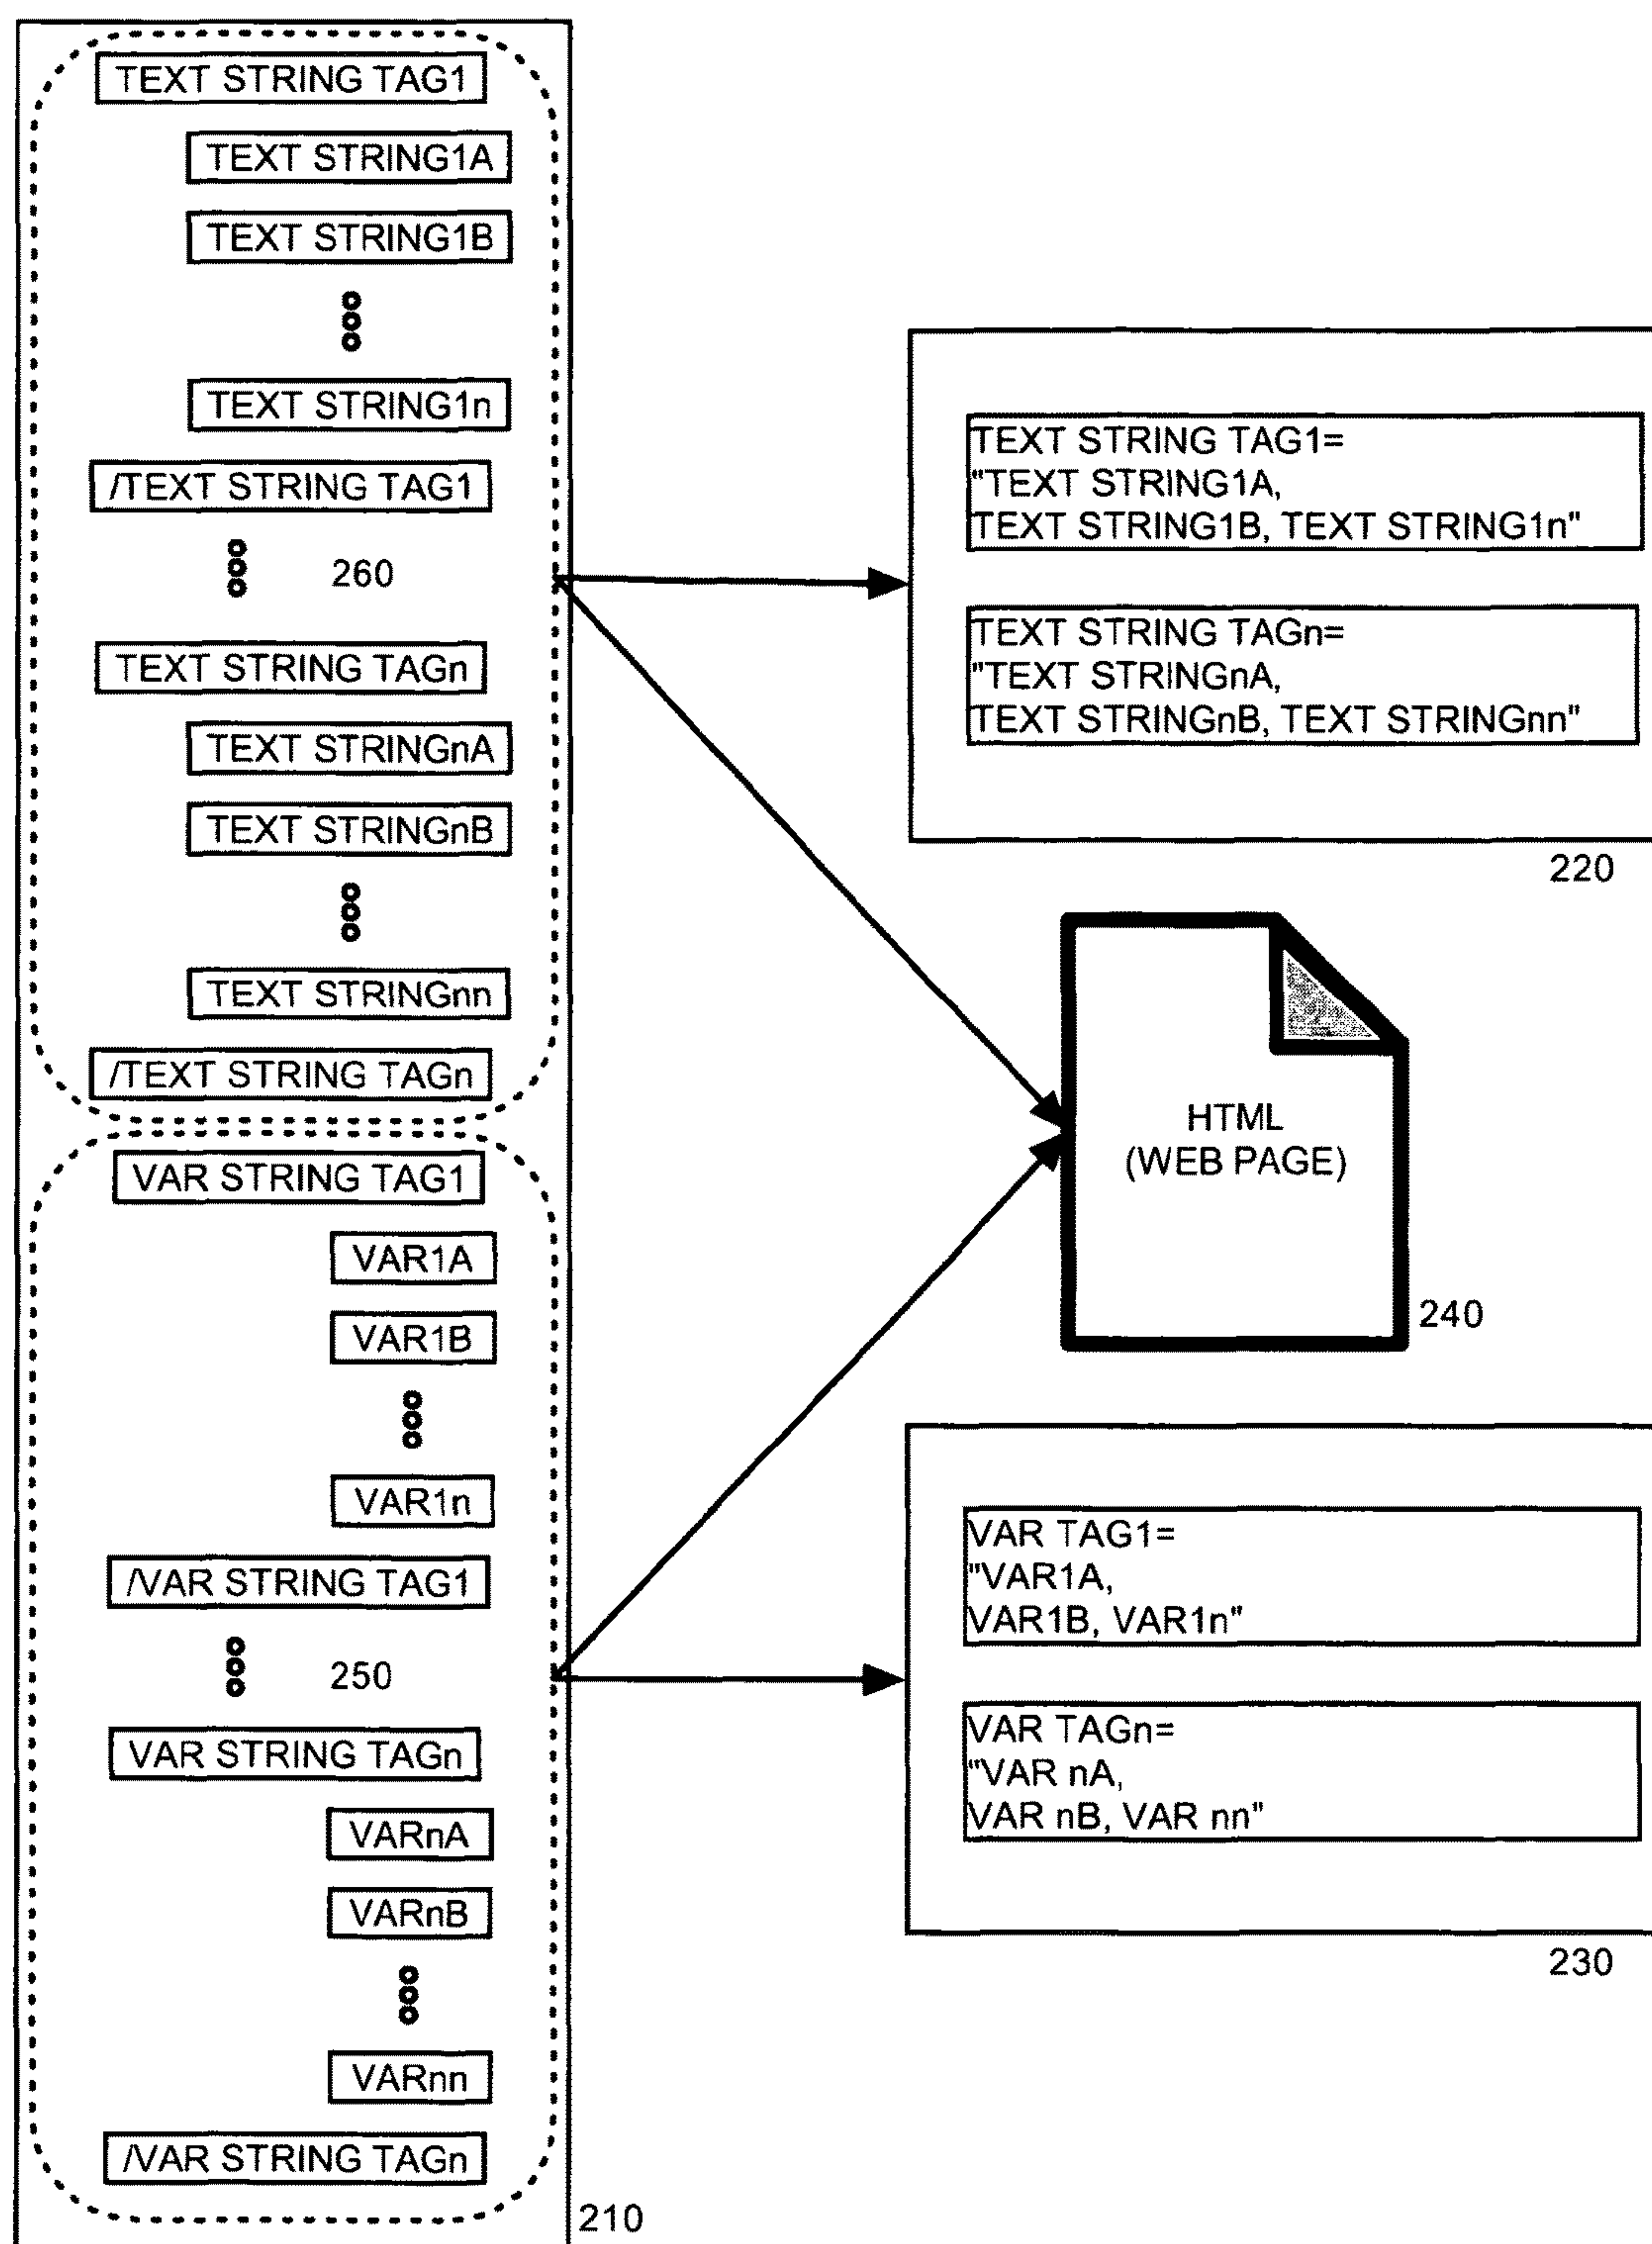 TEXT STRING TAG1
TEXT STRING1A
TEXT STRING1B
TEXT STRING1n
/TEXT STRING TAG1
260
TEXT STRING TAGn
TEXT STRINGnA
TEXT STRINGnB
TEXT STRINGnn
/TEXT STRING TAGn
VAR STRING TAG1
VAR1A
VAR1B
VAR1n
/VAR STRING TAG1
250
VAR STRING TAGn
VARnA
VARnB
VARnn
/VAR STRING TAGn
210
TEXT STRING TAG1=
"TEXT STRING1A,
TEXT STRING1B, TEXT STRING1n"
TEXT STRING TAGn=
"TEXT STRINGnA,
TEXT STRINGnB, TEXT STRINGnn"
220
HTML
(WEB PAGE)
240
VAR TAG1=
"VAR1A,
VAR1B, VAR1n"
VAR TAGn=
"VAR nA,
VAR nB, VAR nn"
230